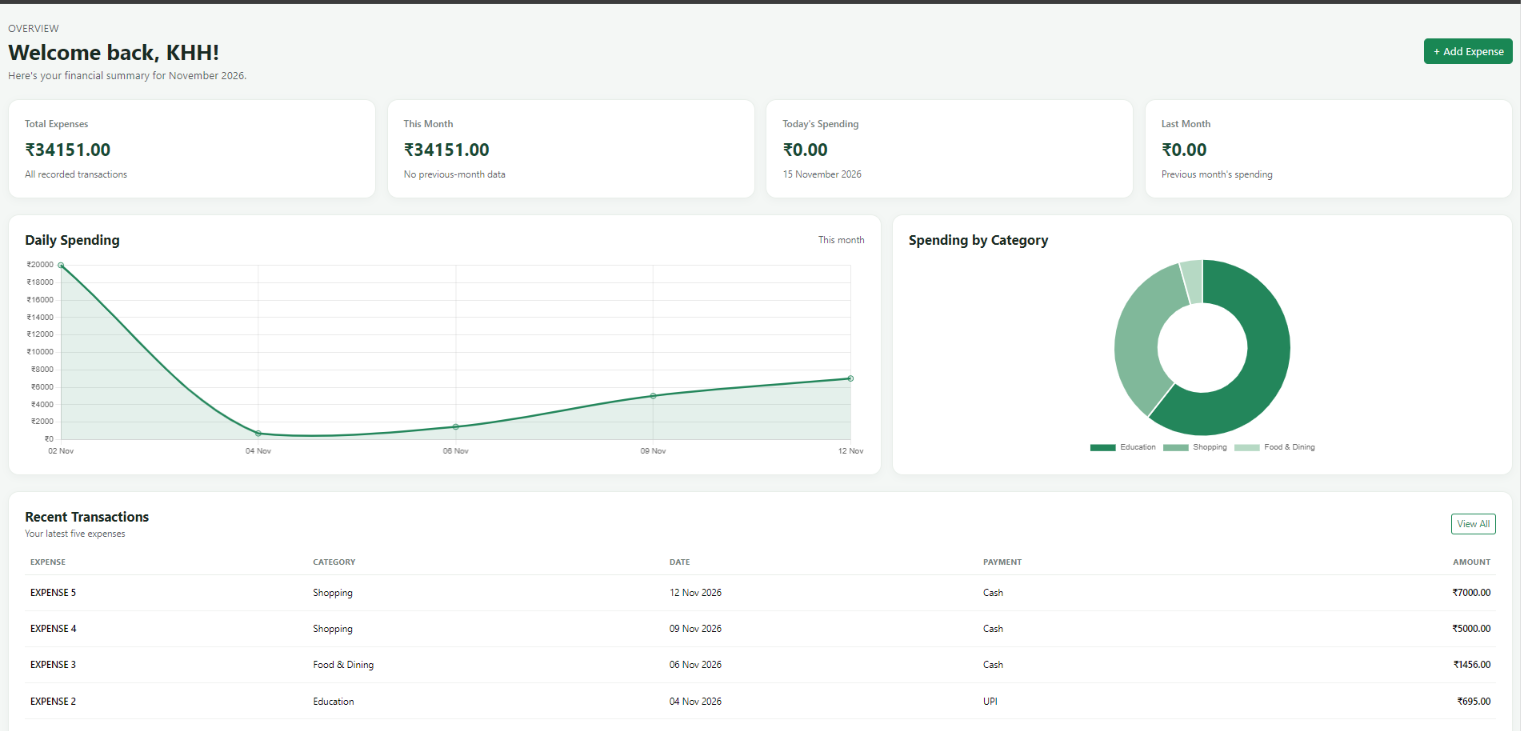 OVERVIEW
Welcome back, KHH!
Here's your financial summary for November 2026.
+ Add Expense
Total Expenses
₹34151.00
All recorded transactions
This Month
₹34151.00
No previous-month data
Today's Spending
₹0.00
15 November 2026
Last Month
₹0.00
Previous month's spending
Daily Spending
This month
₹20000
₹18000
₹16000
₹14000
₹12000
₹10000
₹8000
₹6000
₹4000
₹2000
₹0
02 Nov 04 Nov 06 Nov 09 Nov 12 Nov
Spending by Category
Education Shopping Food & Dining
Recent Transactions
Your latest five expenses
View All
EXPENSE CATEGORY DATE PAYMENT AMOUNT
EXPENSE 5 Shopping 12 Nov 2026 Cash ₹7000.00
EXPENSE 4 Shopping 09 Nov 2026 Cash ₹5000.00
EXPENSE 3 Food & Dining 06 Nov 2026 Cash ₹1456.00
EXPENSE 2 Education 04 Nov 2026 UPI ₹695.00